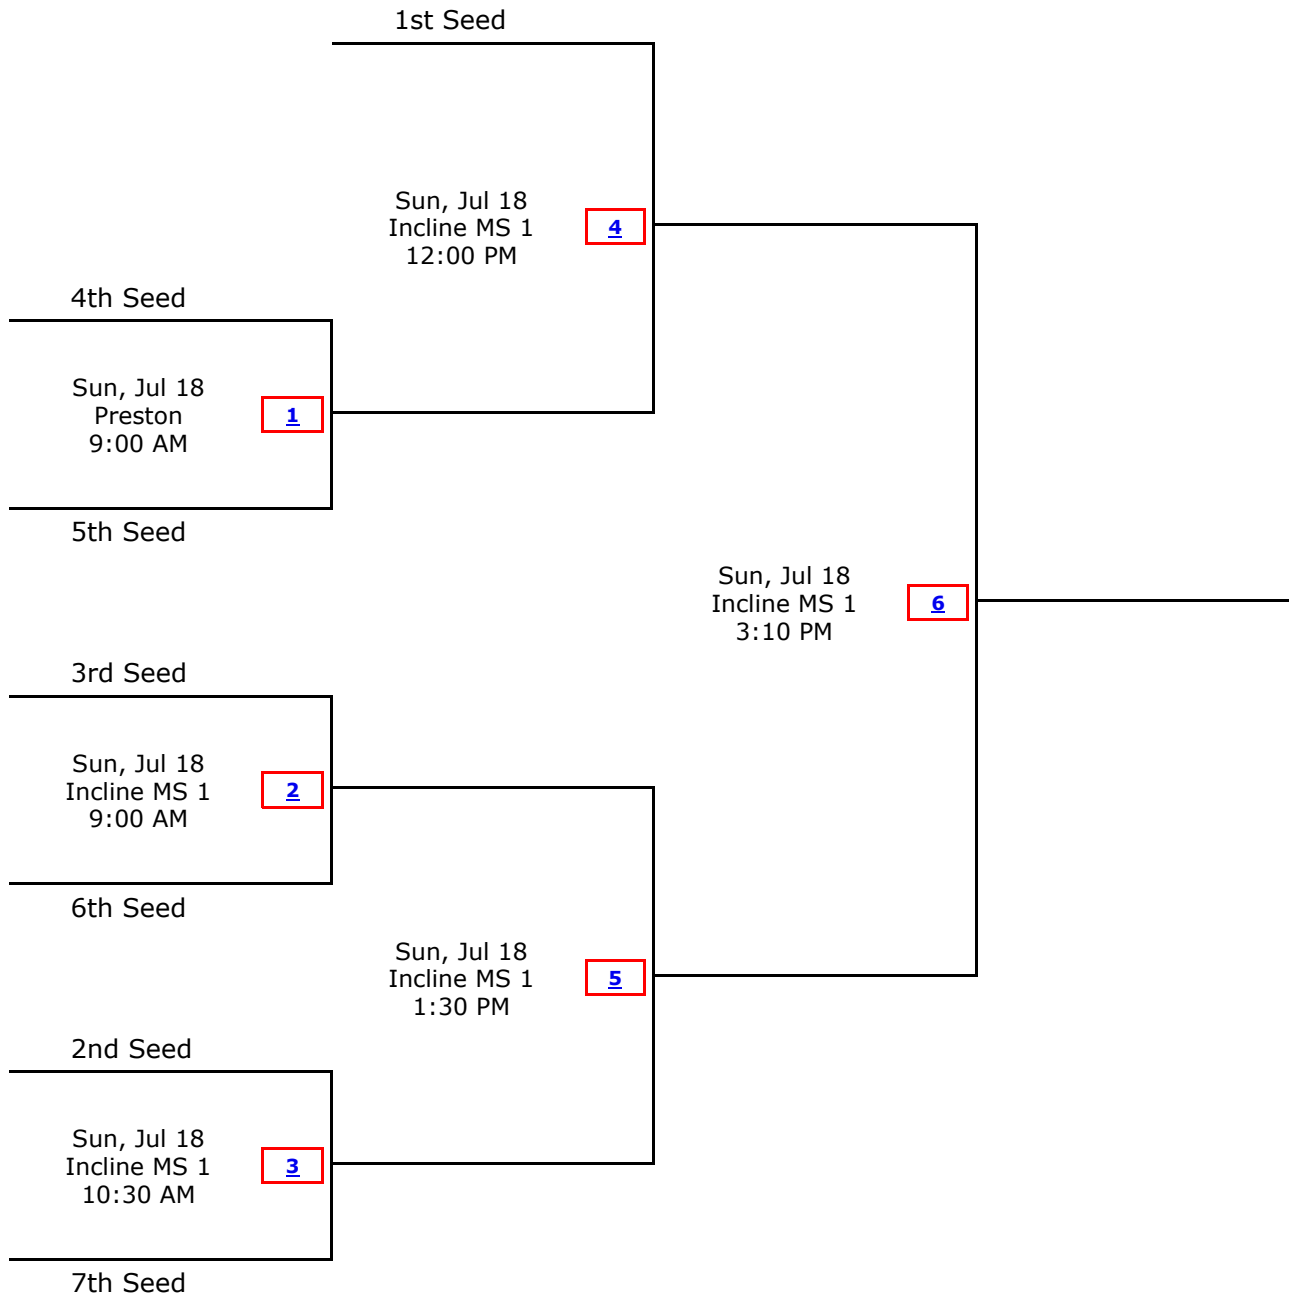 1st Seed
Sun, Jul 18
Incline MS 1
12:00 PM
4
4th Seed
Sun, Jul 18
Preston
9:00 AM
1
5th Seed
Sun, Jul 18
Incline MS 1
3:10 PM
6
3rd Seed
Sun, Jul 18
Incline MS 1
9:00 AM
2
6th Seed
Sun, Jul 18
Incline MS 1
1:30 PM
5
2nd Seed
Sun, Jul 18
Incline MS 1
10:30 AM
3
7th Seed